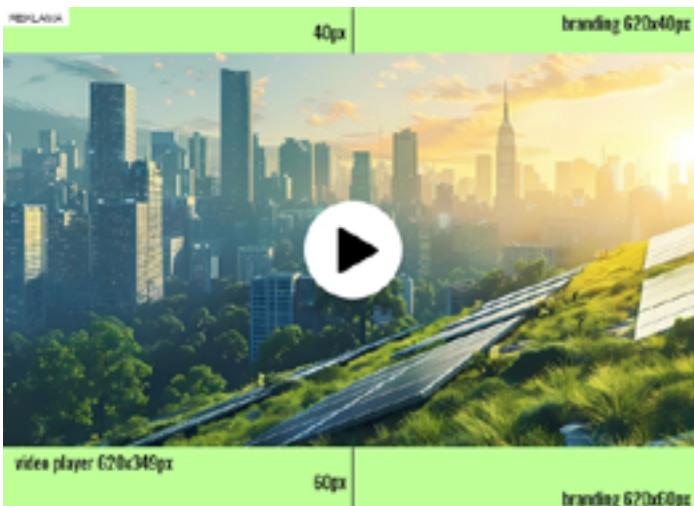 REKLAMA
branding 620x40px
40px
video player 620x349px
60px
branding 620x60px